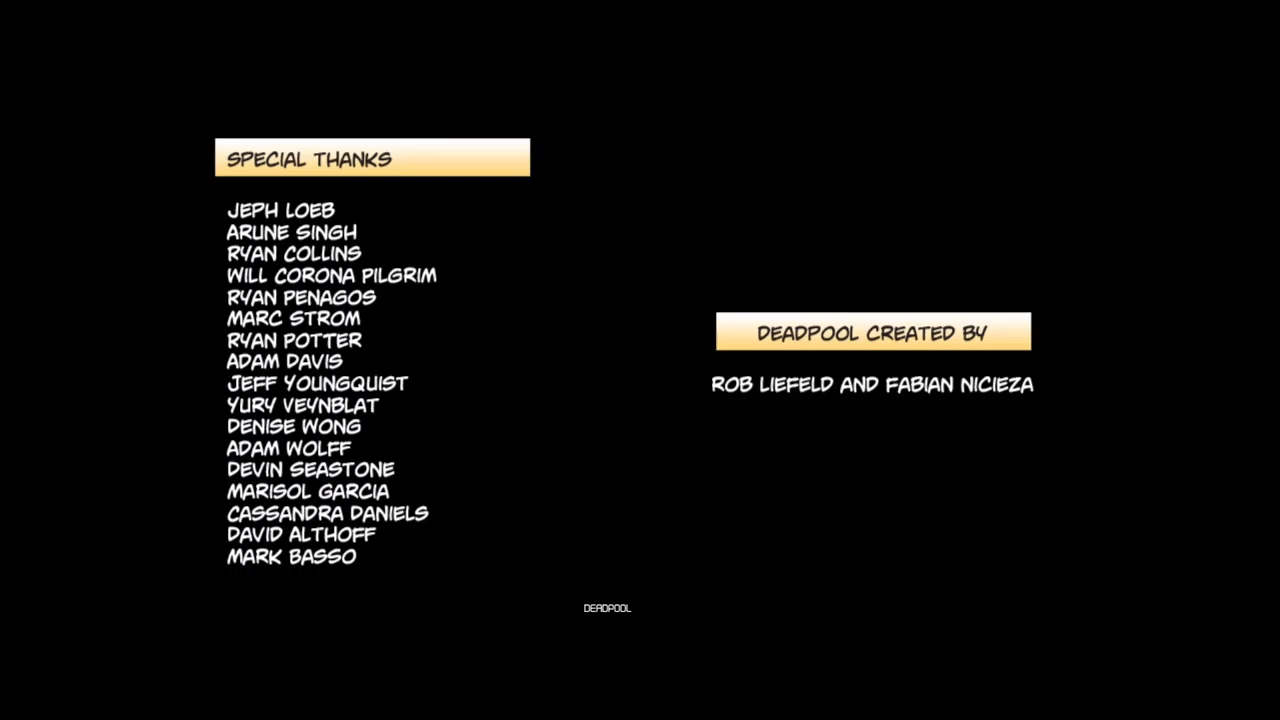 SPECIAL THANKS
JEPH LOEB
ARUNE SINGH
RYAN COLLINS
WILL CORONA PILGRIM
RYAN PENAGOS
MARC STROM
RYAN POTTER
ADAM DAVIS
JEFF YOUNGQUIST
YURY VEYNBLAT
DENISE WONG
ADAM WOLFF
DEVIN SEASTONE
MARISOL GARCIA
CASSANDRA DANIELS
DAVID ALTHOFF
MARK BASSO
DEADPOOL CREATED BY
ROB LIEFELD AND FABIAN NICIEZA
DEADPOOL